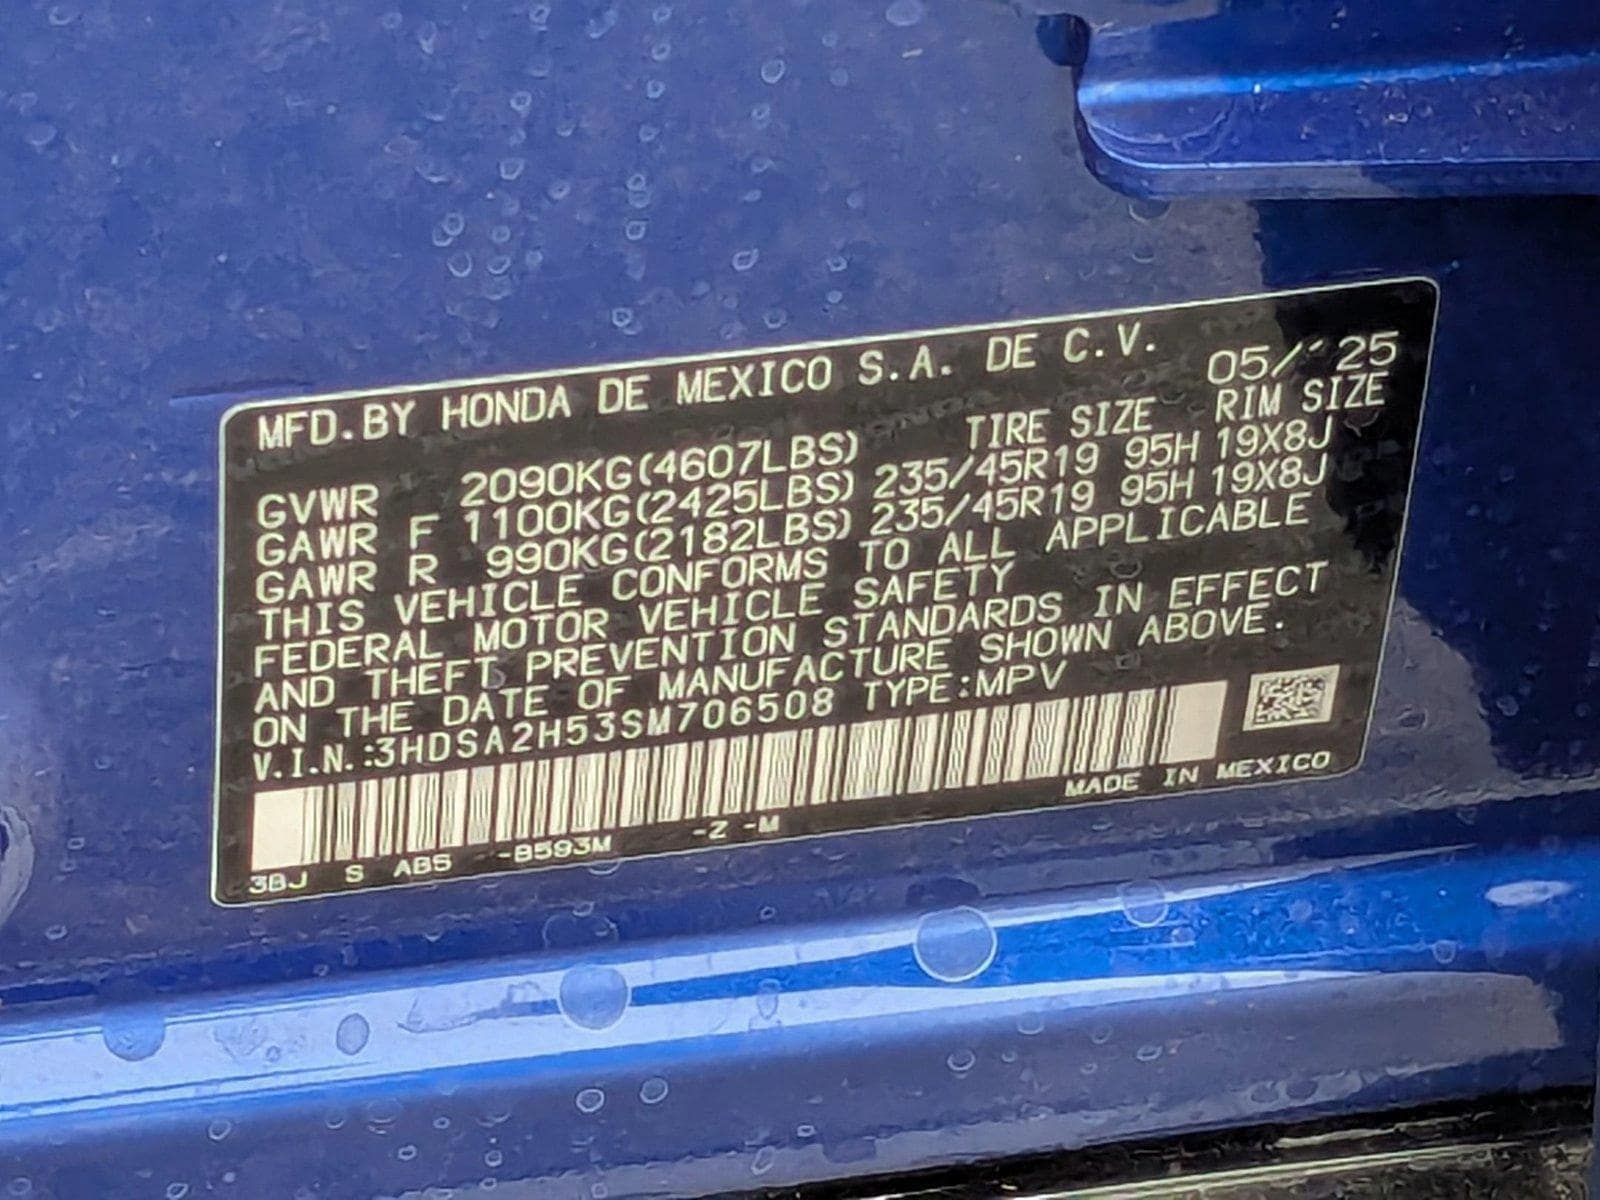 MFD.BY HONDA DE MEXICO S.A. DE C.V.
05/'25
TIRE SIZE RIM SIZE
GVWR 2090KG(4607LBS)
GAWR F 1100KG(2425LBS) 235/45R19 95H 19X8J
GAWR R 990KG(2182LBS) 235/45R19 95H 19X8J
THIS VEHICLE CONFORMS TO ALL APPLICABLE
FEDERAL MOTOR VEHICLE SAFETY
AND THEFT PREVENTION STANDARDS IN EFFECT
ON THE DATE OF MANUFACTURE SHOWN ABOVE.
V.I.N.:3HDSA2H53SM706508 TYPE:MPV
MADE IN MEXICO
3BJ S ABS -B593M -Z -M